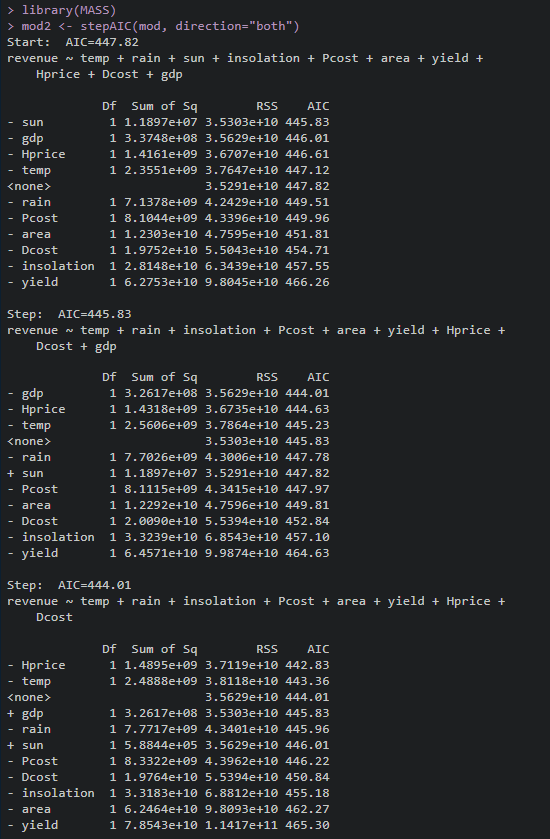 > library(MASS)
> mod2 <- stepAIC(mod, direction="both")
Start:  AIC=447.82
revenue ~ temp + rain + sun + insolation + Pcost + area + yield +
    Hprice + Dcost + gdp

             Df  Sum of Sq        RSS    AIC
- sun         1 1.1897e+07 3.5303e+10 445.83
- gdp         1 3.3748e+08 3.5629e+10 446.01
- Hprice      1 1.4161e+09 3.6707e+10 446.61
- temp        1 2.3551e+09 3.7647e+10 447.12
<none>                     3.5291e+10 447.82
- rain        1 7.1378e+09 4.2429e+10 449.51
- Pcost       1 8.1044e+09 4.3396e+10 449.96
- area        1 1.2303e+10 4.7595e+10 451.81
- Dcost       1 1.9752e+10 5.5043e+10 454.71
- insolation  1 2.8148e+10 6.3439e+10 457.55
- yield       1 6.2753e+10 9.8045e+10 466.26

Step:  AIC=445.83
revenue ~ temp + rain + insolation + Pcost + area + yield + Hprice +
    Dcost + gdp

             Df  Sum of Sq        RSS    AIC
- gdp         1 3.2617e+08 3.5629e+10 444.01
- Hprice      1 1.4318e+09 3.6735e+10 444.63
- temp        1 2.5606e+09 3.7864e+10 445.23
<none>                     3.5303e+10 445.83
- rain        1 7.7026e+09 4.3006e+10 447.78
+ sun         1 1.1897e+07 3.5291e+10 447.82
- Pcost       1 8.1115e+09 4.3415e+10 447.97
- area        1 1.2292e+10 4.7596e+10 449.81
- Dcost       1 2.0090e+10 5.5394e+10 452.84
- insolation  1 3.3239e+10 6.8543e+10 457.10
- yield       1 6.4571e+10 9.9874e+10 464.63

Step:  AIC=444.01
revenue ~ temp + rain + insolation + Pcost + area + yield + Hprice +
    Dcost

             Df  Sum of Sq        RSS    AIC
- Hprice      1 1.4895e+09 3.7119e+10 442.83
- temp        1 2.4888e+09 3.8118e+10 443.36
<none>                     3.5629e+10 444.01
+ gdp         1 3.2617e+08 3.5303e+10 445.83
- rain        1 7.7717e+09 4.3401e+10 445.96
+ sun         1 5.8844e+05 3.5629e+10 446.01
- Pcost       1 8.3322e+09 4.3962e+10 446.22
- Dcost       1 1.9764e+10 5.5394e+10 450.84
- insolation  1 3.3183e+10 6.8812e+10 455.18
- area        1 6.2464e+10 9.8093e+10 462.27
- yield       1 7.8543e+10 1.1417e+11 465.30